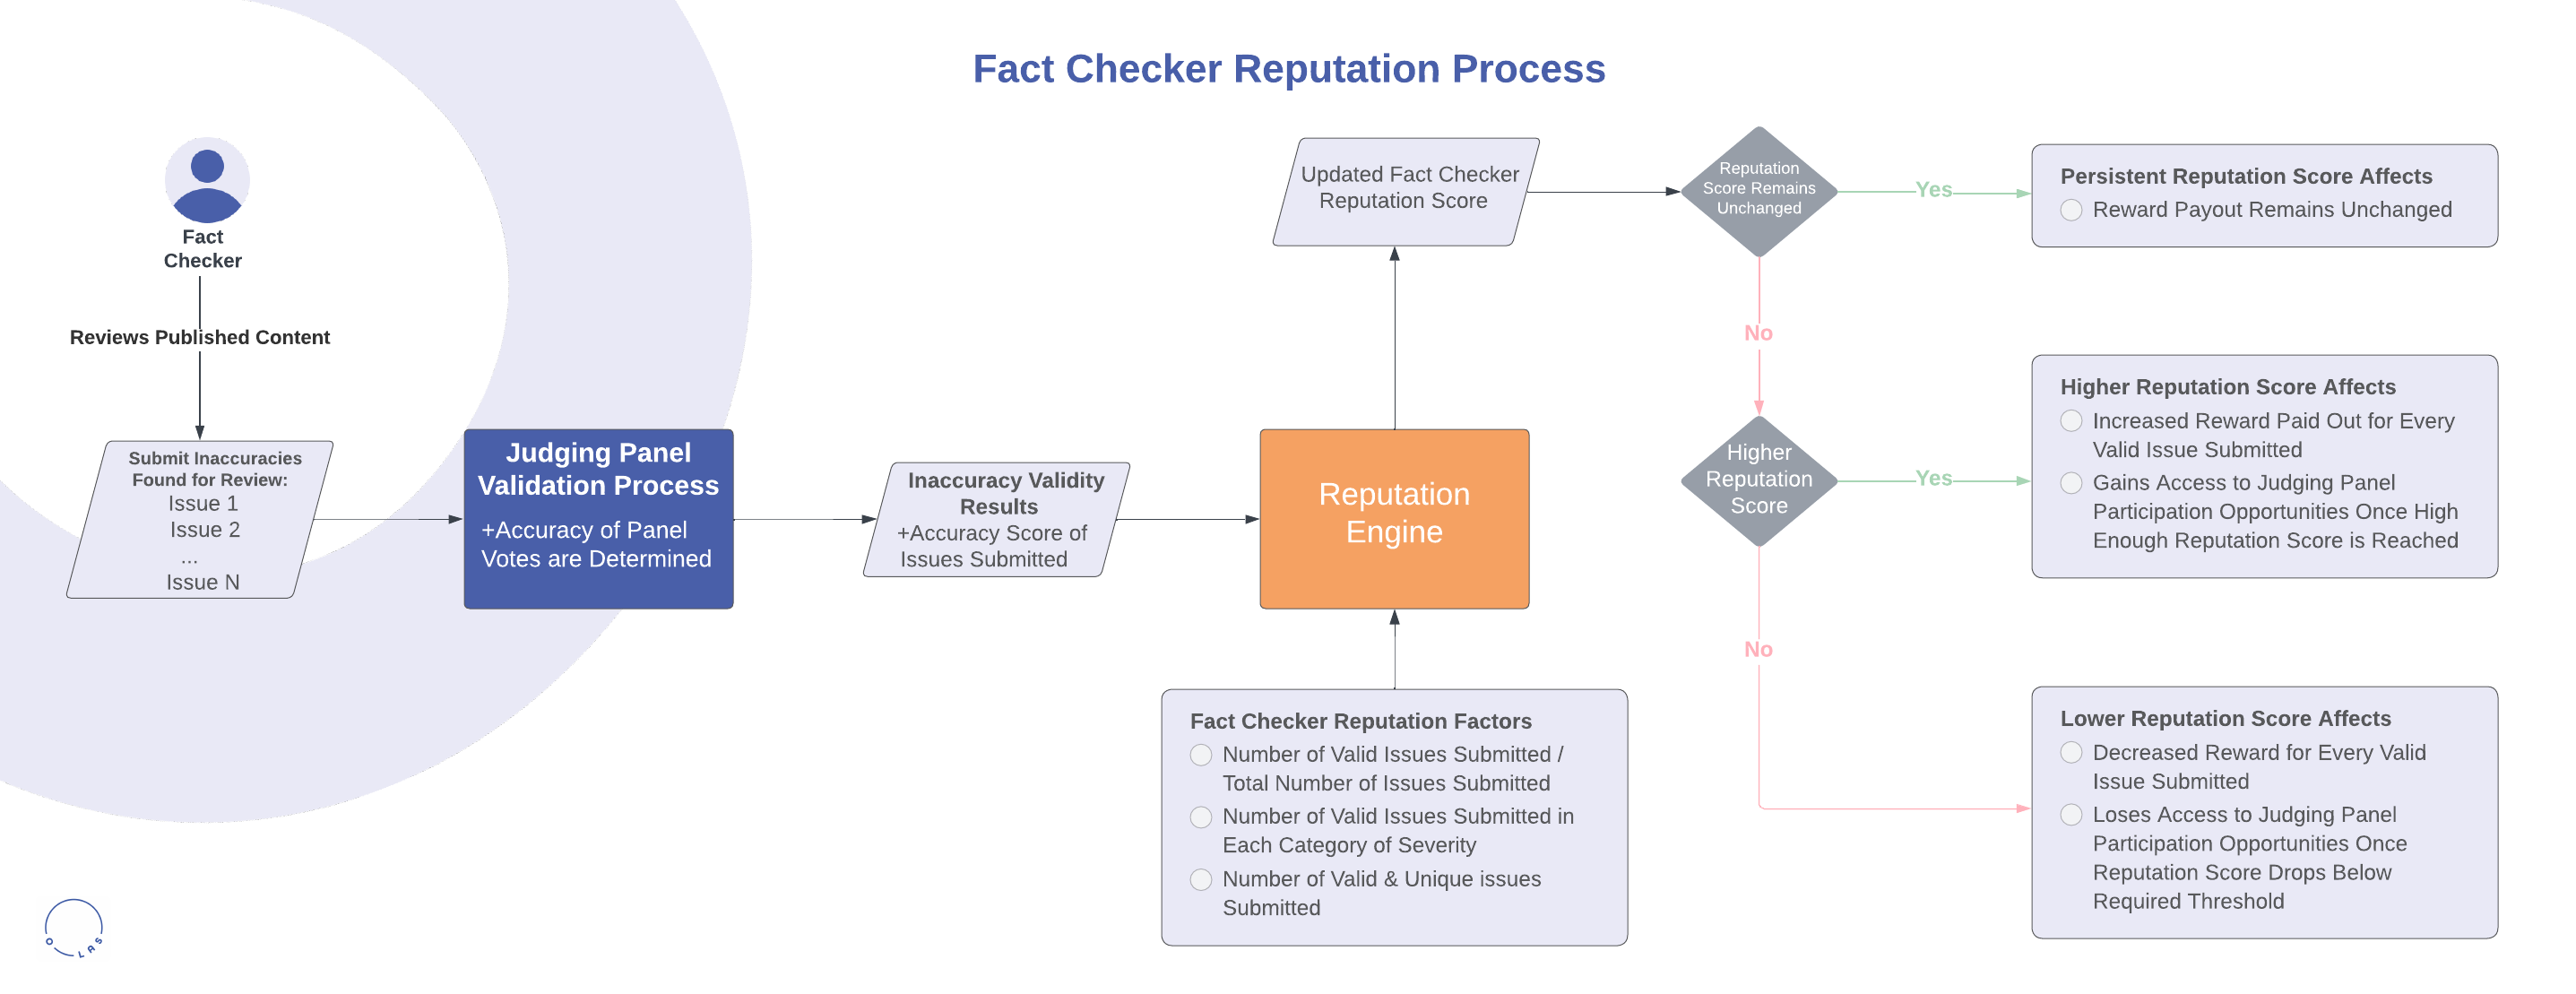 Fact Checker Reputation Process
Fact
Checker
Reviews Published Content
Submit Inaccuracies
Found for Review:
Issue 1
Issue 2
...
Issue N
Judging Panel
Validation Process
+Accuracy of Panel
Votes are Determined
Inaccuracy Validity
Results
+Accuracy Score of
Issues Submitted
Reputation
Engine
Fact Checker Reputation Factors
Number of Valid Issues Submitted /
Total Number of Issues Submitted
Number of Valid Issues Submitted in
Each Category of Severity
Number of Valid & Unique issues
Submitted
Updated Fact Checker
Reputation Score
Reputation
Score Remains
Unchanged
Yes
Persistent Reputation Score Affects
Reward Payout Remains Unchanged
No
Higher
Reputation
Score
Yes
Higher Reputation Score Affects
Increased Reward Paid Out for Every
Valid Issue Submitted
Gains Access to Judging Panel
Participation Opportunities Once High
Enough Reputation Score is Reached
No
Lower Reputation Score Affects
Decreased Reward for Every Valid
Issue Submitted
Loses Access to Judging Panel
Participation Opportunities Once
Reputation Score Drops Below
Required Threshold
O LAS